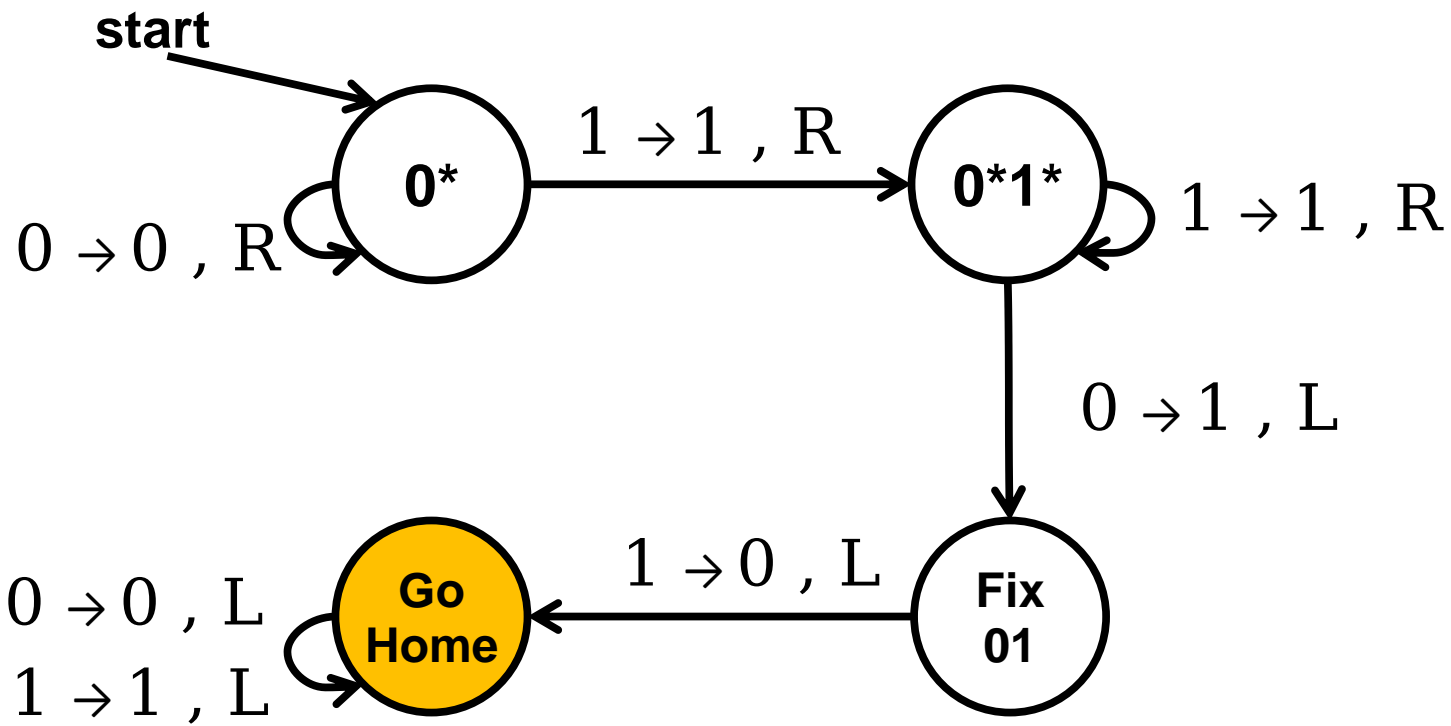 start
1 → 1 , R
0*
0*1*
0 → 0 , R
1 → 1 , R
0 → 1 , L
1 → 0 , L
Go
Home
Fix
01
0 → 0 , L
1 → 1 , L